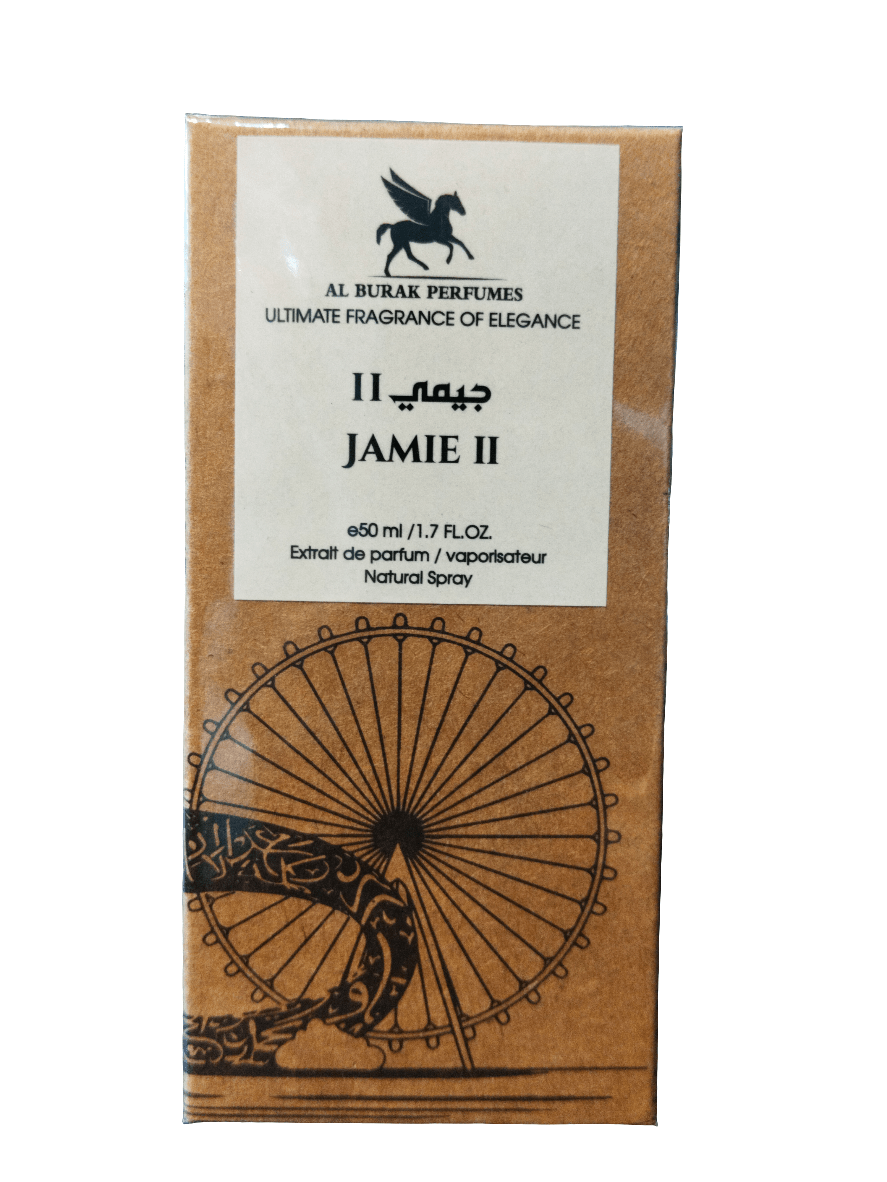 AL BURAK PERFUMES
ULTIMATE FRAGRANCE OF ELEGANCE
جيمي II
JAMIE II
℮50 ml /1.7 FL.OZ.
Extrait de parfum / vaporisateur
Natural Spray